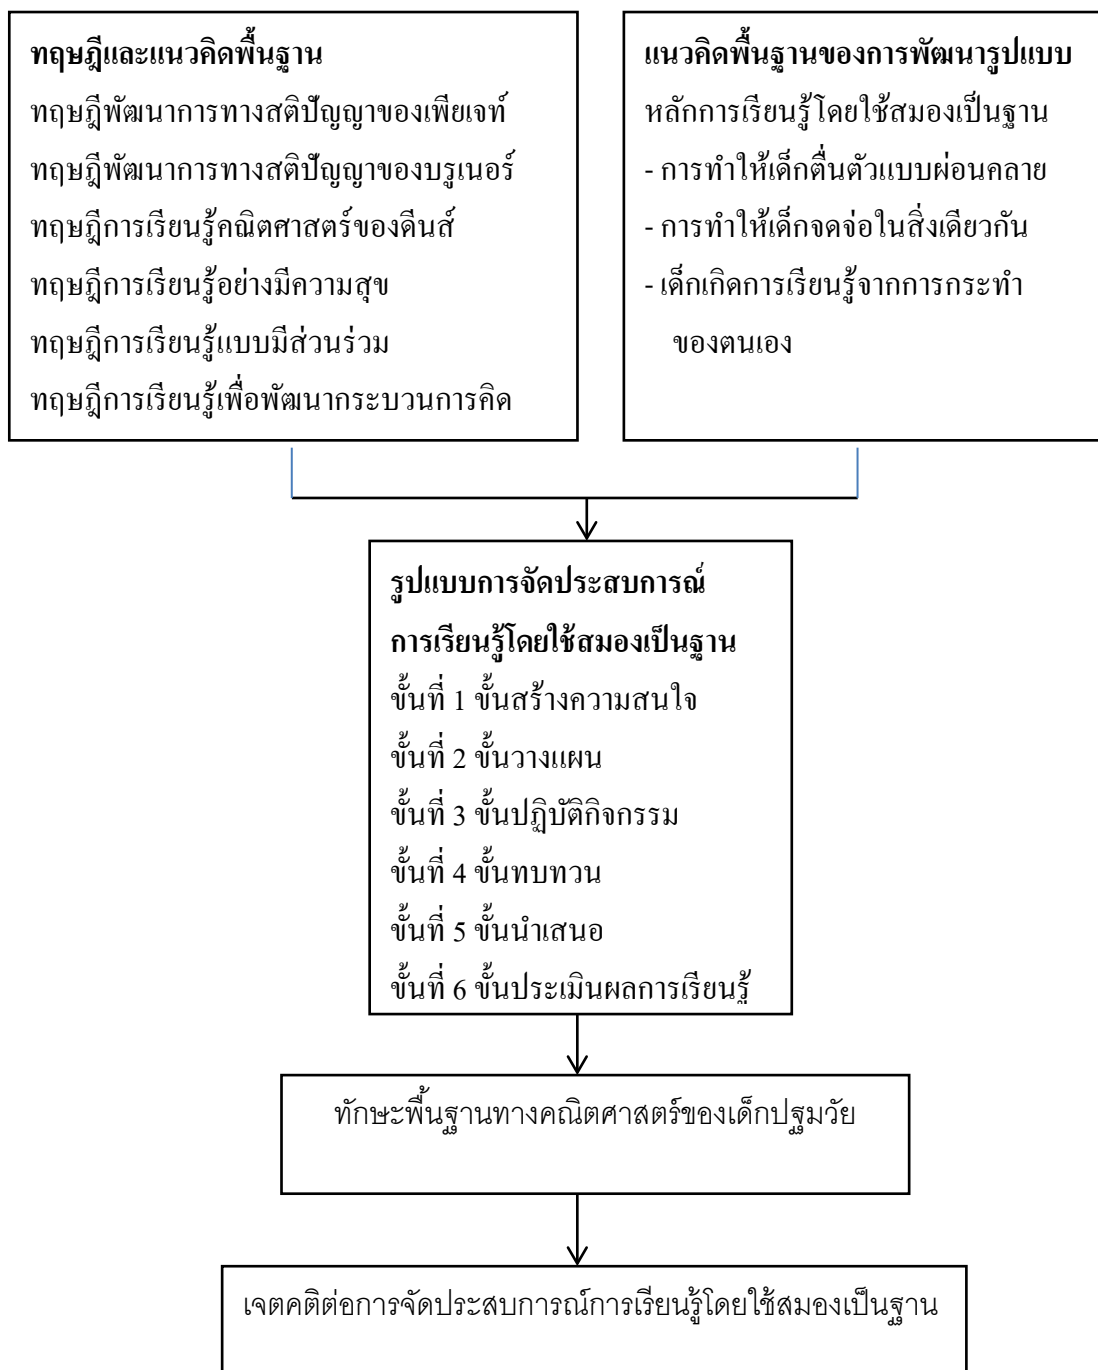 ทฤษฎีและแนวคิดพื้นฐาน
ทฤษฎีพัฒนาการทางสติปัญญาของเพียเจท์
ทฤษฎีพัฒนาการทางสติปัญญาของบรูเนอร์
ทฤษฎีการเรียนรู้คณิตศาสตร์ของดีนส์
ทฤษฎีการเรียนรู้อย่างมีความสุข
ทฤษฎีการเรียนรู้แบบมีส่วนร่วม
ทฤษฎีการเรียนรู้เพื่อพัฒนากระบวนการคิด
แนวคิดพื้นฐานของการพัฒนารูปแบบ
หลักการเรียนรู้โดยใช้สมองเป็นฐาน
- การทำให้เด็กตื่นตัวแบบผ่อนคลาย
- การทำให้เด็กจดจ่อในสิ่งเดียวกัน
- เด็กเกิดการเรียนรู้จากการกระทำ
ของตนเอง
รูปแบบการจัดประสบการณ์
การเรียนรู้โดยใช้สมองเป็นฐาน
ขั้นที่ 1 ขั้นสร้างความสนใจ
ขั้นที่ 2 ขั้นวางแผน
ขั้นที่ 3 ขั้นปฏิบัติกิจกรรม
ขั้นที่ 4 ขั้นทบทวน
ขั้นที่ 5 ขั้นนำเสนอ
ขั้นที่ 6 ขั้นประเมินผลการเรียนรู้
ทักษะพื้นฐานทางคณิตศาสตร์ของเด็กปฐมวัย
เจตคติต่อการจัดประสบการณ์การเรียนรู้โดยใช้สมองเป็นฐาน